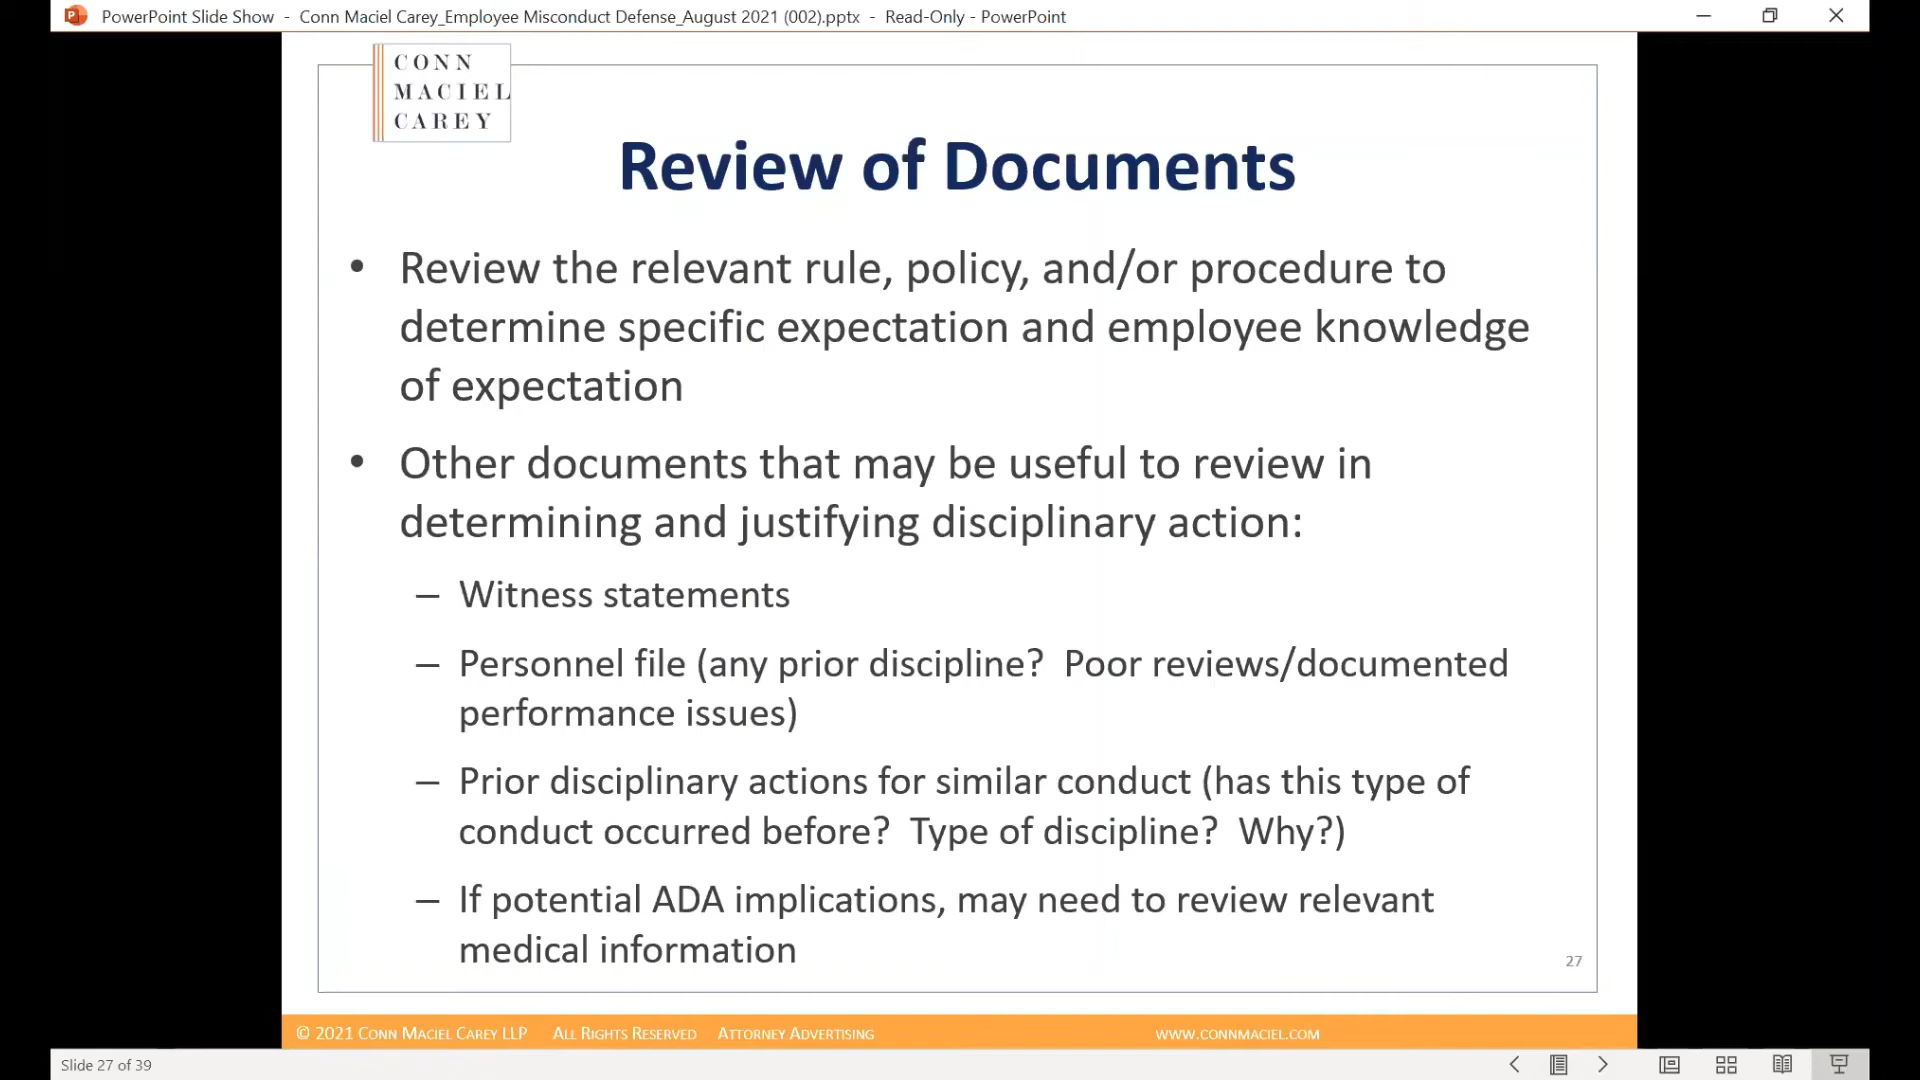 PowerPoint Slide Show - Conn Maciel Carey_Employee Misconduct Defense_August 2021 (002).pptx - Read-Only - PowerPoint
CONN
MACIEL
CAREY
Review of Documents
• Review the relevant rule, policy, and/or procedure to
determine specific expectation and employee knowledge
of expectation
• Other documents that may be useful to review in
determining and justifying disciplinary action:
– Witness statements
– Personnel file (any prior discipline?  Poor reviews/documented
performance issues)
– Prior disciplinary actions for similar conduct (has this type of
conduct occurred before?  Type of discipline?  Why?)
– If potential ADA implications, may need to review relevant
medical information
27
© 2021 CONN MACIEL CAREY LLP ALL RIGHTS RESERVED ATTORNEY ADVERTISING WWW.CONNMACIEL.COM
Slide 27 of 39